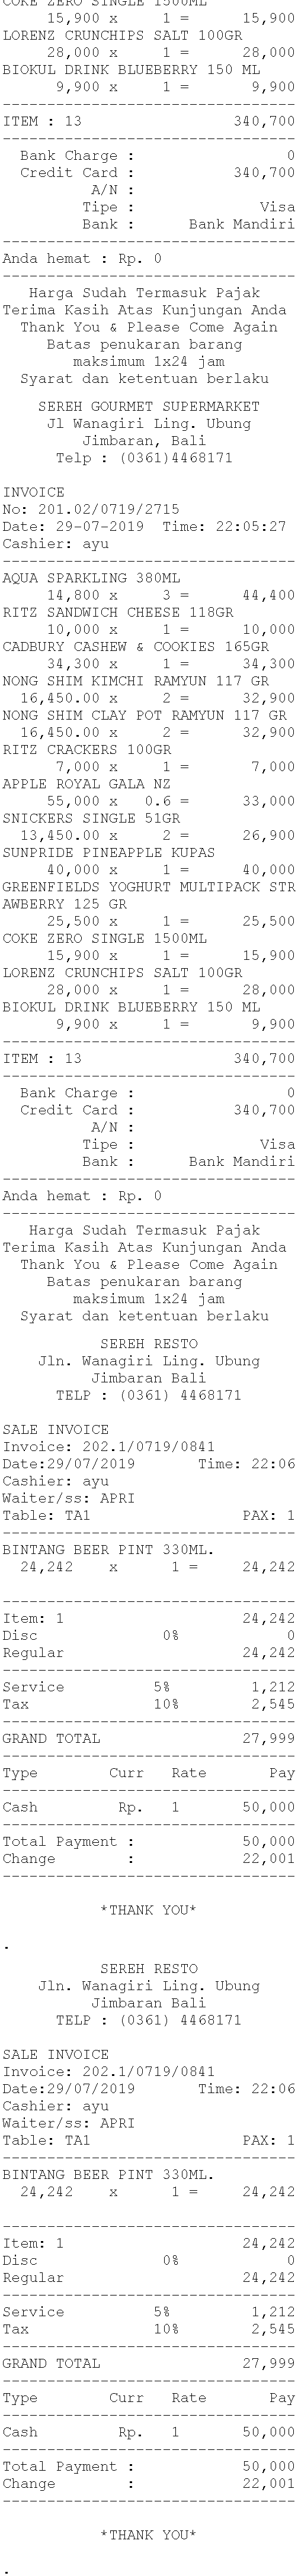 COKE ZERO SINGLE 1500ML
15,900 x 1 = 15,900
LORENZ CRUNCHIPS SALT 100GR
28,000 x 1 = 28,000
BIOKUL DRINK BLUEBERRY 150 ML
9,900 x 1 = 9,900
---------------------------------
ITEM : 13 340,700
---------------------------------
Bank Charge : 0
Credit Card : 340,700
A/N :
Tipe : Visa
Bank : Bank Mandiri
---------------------------------
Anda hemat : Rp. 0
---------------------------------
Harga Sudah Termasuk Pajak
Terima Kasih Atas Kunjungan Anda
Thank You & Please Come Again
Batas penukaran barang
maksimum 1x24 jam
Syarat dan ketentuan berlaku
SEREH GOURMET SUPERMARKET
Jl Wanagiri Ling. Ubung
Jimbaran, Bali
Telp : (0361)4468171
INVOICE
No: 201.02/0719/2715
Date: 29-07-2019 Time: 22:05:27
Cashier: ayu
---------------------------------
AQUA SPARKLING 380ML
14,800 x 3 = 44,400
RITZ SANDWICH CHEESE 118GR
10,000 x 1 = 10,000
CADBURY CASHEW & COOKIES 165GR
34,300 x 1 = 34,300
NONG SHIM KIMCHI RAMYUN 117 GR
16,450.00 x 2 = 32,900
NONG SHIM CLAY POT RAMYUN 117 GR
16,450.00 x 2 = 32,900
RITZ CRACKERS 100GR
7,000 x 1 = 7,000
APPLE ROYAL GALA NZ
55,000 x 0.6 = 33,000
SNICKERS SINGLE 51GR
13,450.00 x 2 = 26,900
SUNPRIDE PINEAPPLE KUPAS
40,000 x 1 = 40,000
GREENFIELDS YOGHURT MULTIPACK STR
AWBERRY 125 GR
25,500 x 1 = 25,500
COKE ZERO SINGLE 1500ML
15,900 x 1 = 15,900
LORENZ CRUNCHIPS SALT 100GR
28,000 x 1 = 28,000
BIOKUL DRINK BLUEBERRY 150 ML
9,900 x 1 = 9,900
---------------------------------
ITEM : 13 340,700
---------------------------------
Bank Charge : 0
Credit Card : 340,700
A/N :
Tipe : Visa
Bank : Bank Mandiri
---------------------------------
Anda hemat : Rp. 0
---------------------------------
Harga Sudah Termasuk Pajak
Terima Kasih Atas Kunjungan Anda
Thank You & Please Come Again
Batas penukaran barang
maksimum 1x24 jam
Syarat dan ketentuan berlaku
SEREH RESTO
Jln. Wanagiri Ling. Ubung
Jimbaran Bali
TELP : (0361) 4468171
SALE INVOICE
Invoice: 202.1/0719/0841
Date:29/07/2019 Time: 22:06
Cashier: ayu
Waiter/ss: APRI
Table: TA1 PAX: 1
---------------------------------
BINTANG BEER PINT 330ML.
24,242 x 1 = 24,242
---------------------------------
Item: 1 24,242
Disc 0% 0
Regular 24,242
---------------------------------
Service 5% 1,212
Tax 10% 2,545
---------------------------------
GRAND TOTAL 27,999
---------------------------------
Type Curr Rate Pay
---------------------------------
Cash Rp. 1 50,000
---------------------------------
Total Payment : 50,000
Change : 22,001
---------------------------------
*THANK YOU*
.
SEREH RESTO
Jln. Wanagiri Ling. Ubung
Jimbaran Bali
TELP : (0361) 4468171
SALE INVOICE
Invoice: 202.1/0719/0841
Date:29/07/2019 Time: 22:06
Cashier: ayu
Waiter/ss: APRI
Table: TA1 PAX: 1
---------------------------------
BINTANG BEER PINT 330ML.
24,242 x 1 = 24,242
---------------------------------
Item: 1 24,242
Disc 0% 0
Regular 24,242
---------------------------------
Service 5% 1,212
Tax 10% 2,545
---------------------------------
GRAND TOTAL 27,999
---------------------------------
Type Curr Rate Pay
---------------------------------
Cash Rp. 1 50,000
---------------------------------
Total Payment : 50,000
Change : 22,001
---------------------------------
*THANK YOU*
.